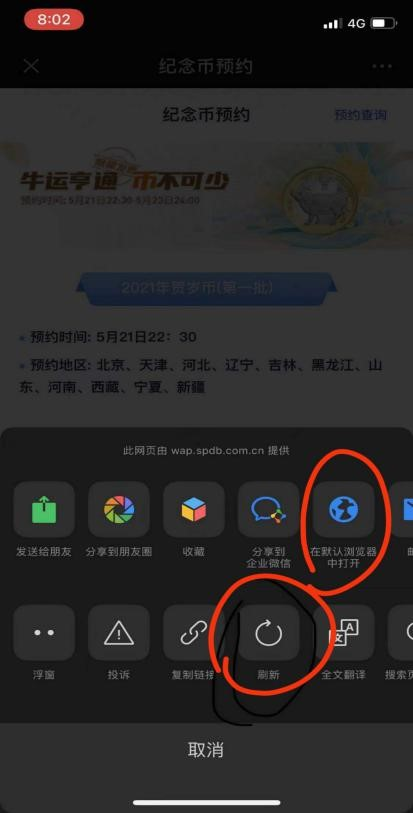 8:02
4G
纪念币预约
纪念币预约
预约查询
牛运亨通 币不可少
预约时间:5月21日22:30-5月23日24:00
2021年贺岁币(第一批)
预约时间: 5月21日22: 30
预约地区: 北京、天津、河北、辽宁、吉林、黑龙江、山
东、河南、西藏、宁夏、新疆
此网页由 wap.spdb.com.cn 提供
发送给朋友
分享到朋友圈
收藏
分享到
企业微信
在默认浏览器
中打开
浮窗
投诉
复制链接
刷新
全文翻译
搜索页
取消